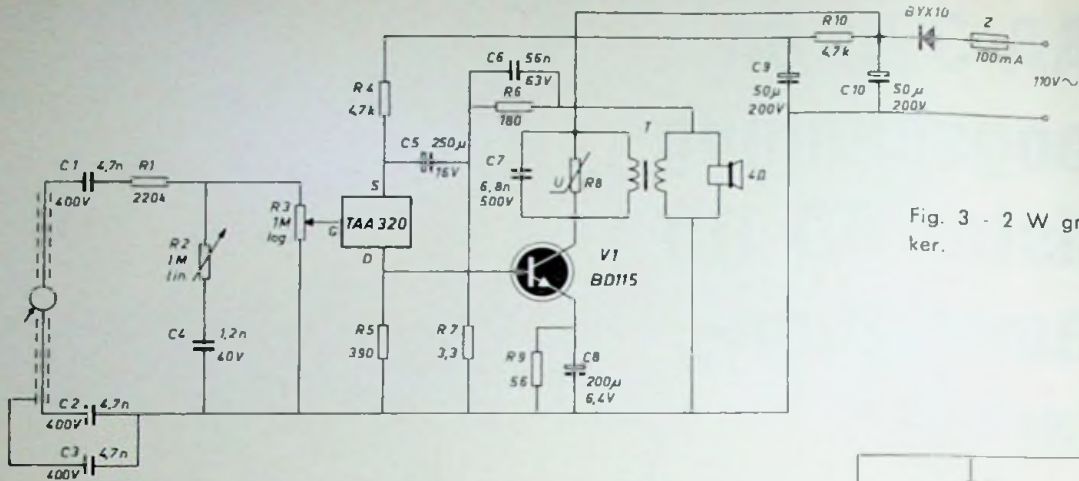 C1
4,7n
400V
R1
220k
R2
1M
lin
C4
1,2n
40V
R3
1M
log
G
S
TAA 320
D
R4
4,7k
C5
250µ
16V
C6
56n
63V
R6
180
R5
390
R7
3,3
C7
6,8n
500V
U
R8
T
4Ω
V1
BD115
R9
56
C8
200µ
6,4V
C9
50µ
200V
R10
4,7k
C10
50µ
200V
BYX10
Z
100mA
110V~
C2
4,7n
400V
C3
4,7n
400V
Fig. 3 - 2 W gr
ker.